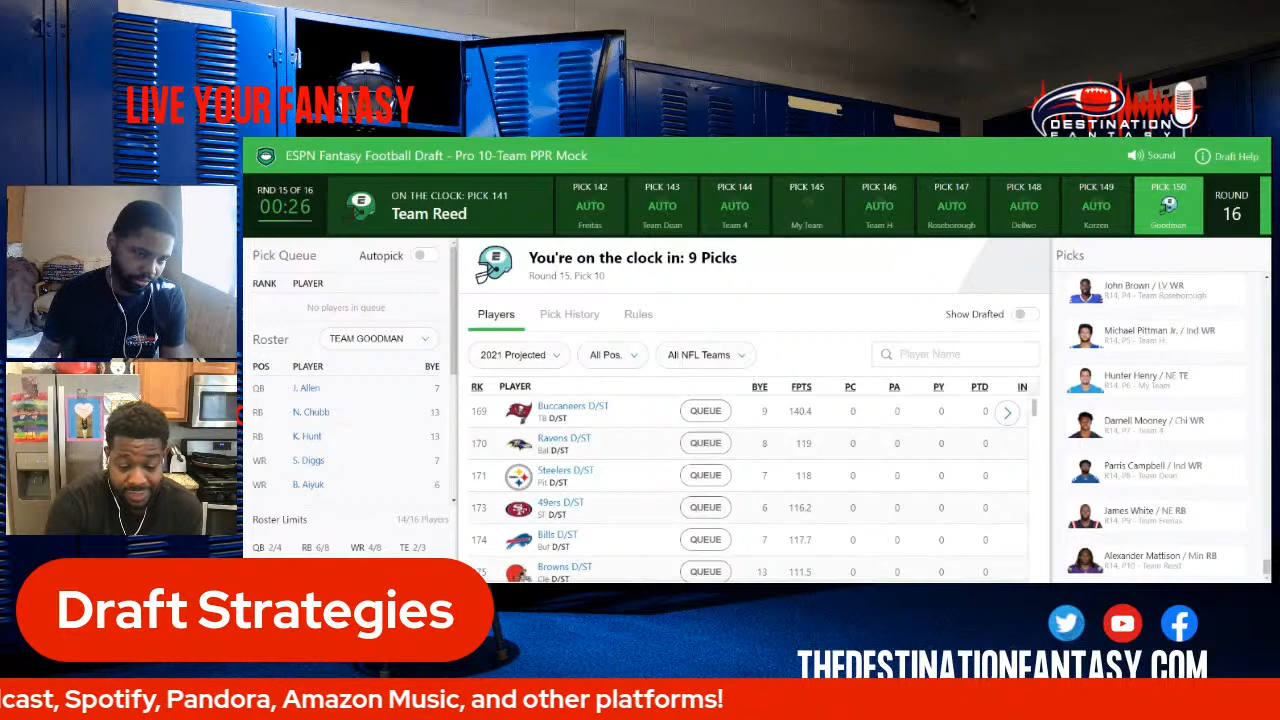 LIVE YOUR FANTASY
DESTINATION
FANTASY
ESPN Fantasy Football Draft - Pro 10-Team PPR Mock
Sound
Draft Help
RND 15 OF 16
00:26
ON THE CLOCK: PICK 141
Team Reed
PICK 142
AUTO
Freitas
PICK 143
AUTO
Team Dean
PICK 144
AUTO
Team 4
PICK 145
My Team
PICK 146
AUTO
Team H
PICK 147
AUTO
Roseborough
PICK 148
AUTO
Dellwo
PICK 149
AUTO
Korzen
PICK 150
Goodman
ROUND
16
Pick Queue
Autopick
RANK PLAYER
No players in queue
Roster
TEAM GOODMAN
POS PLAYER BYE
QB J. Allen 7
RB N. Chubb 13
RB K. Hunt 13
WR S. Diggs 7
WR B. Aiyuk 6
Roster Limits 14/16 Players
QB 2/4 RB 6/8 WR 4/8 TE 2/3
You're on the clock in: 9 Picks
Round 15, Pick 10
Players Pick History Rules
Show Drafted
2021 Projected All Pos. All NFL Teams
Player Name
RK PLAYER BYE FPTS PC PA PY PTD IN
169 Buccaneers D/ST QUEUE 9 140.4 0 0 0 0
TB D/ST
170 Ravens D/ST QUEUE 8 119 0 0 0 0
Bal D/ST
171 Steelers D/ST QUEUE 7 118 0 0 0 0
Pit D/ST
173 49ers D/ST QUEUE 6 116.2 0 0 0 0
SF D/ST
174 Bills D/ST QUEUE 7 117.7 0 0 0 0
Buf D/ST
175 Browns D/ST QUEUE 13 111.5 0 0 0 0
Cle D/ST
Picks
John Brown / LV WR
R14, P4 - Team Roseborough
Michael Pittman Jr. / Ind WR
R14, P5 - Team H.
Hunter Henry / NE TE
R14, P6 - My Team
Darnell Mooney / Chi WR
R14, P7 - Team 4
Parris Campbell / Ind WR
R14, P8 - Team Dean
James White / NE RB
R14, P9 - Team Freitas
Alexander Mattison / Min RB
R14, P10 - Team Reed
Draft Strategies
THEDESTINATIONFANTASY.COM
dcast, Spotify, Pandora, Amazon Music, and other platforms!